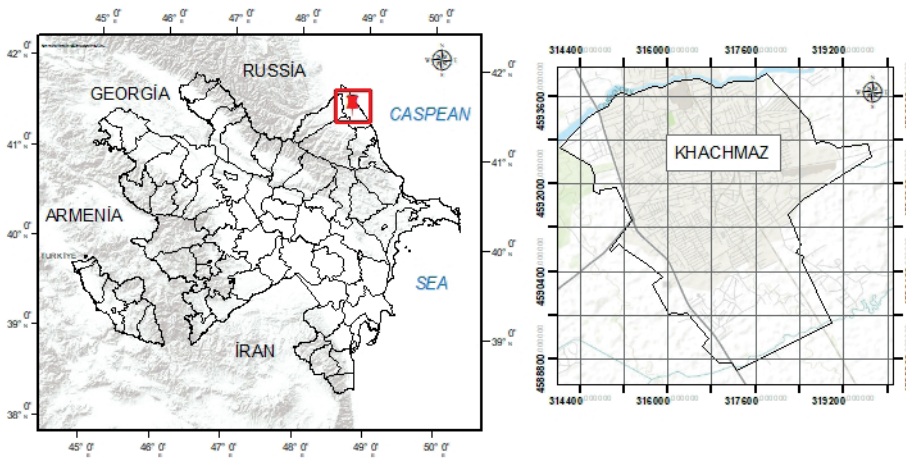 45° 0' 46° 0' 47° 0' 48° 0' 49° 0' 50° 0'
42° 0'
42° 0'
RUSSİA
GEORGİA
CASPEAN
41° 0'
41° 0'
ARMENİA
40° 0'
40° 0'
TÜRKİYE
SEA
39° 0'
39° 0'
İRAN
38° 0'
45° 0' 46° 0' 47° 0' 48° 0' 49° 0' 50° 0'
314400 316000 317600 319200
4593600
KHACHMAZ
4592000
4590400
4588800
314400 316000 317600 319200